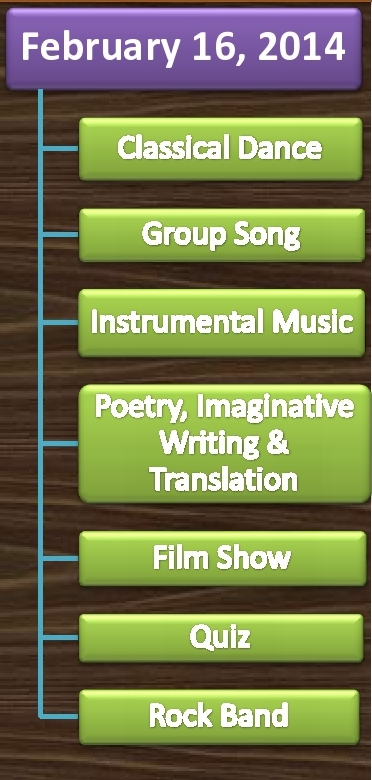 February 16, 2014
Classical Dance
Group Song
Instrumental Music
Poetry, Imaginative
Writing &
Translation
Film Show
Quiz
Rock Band